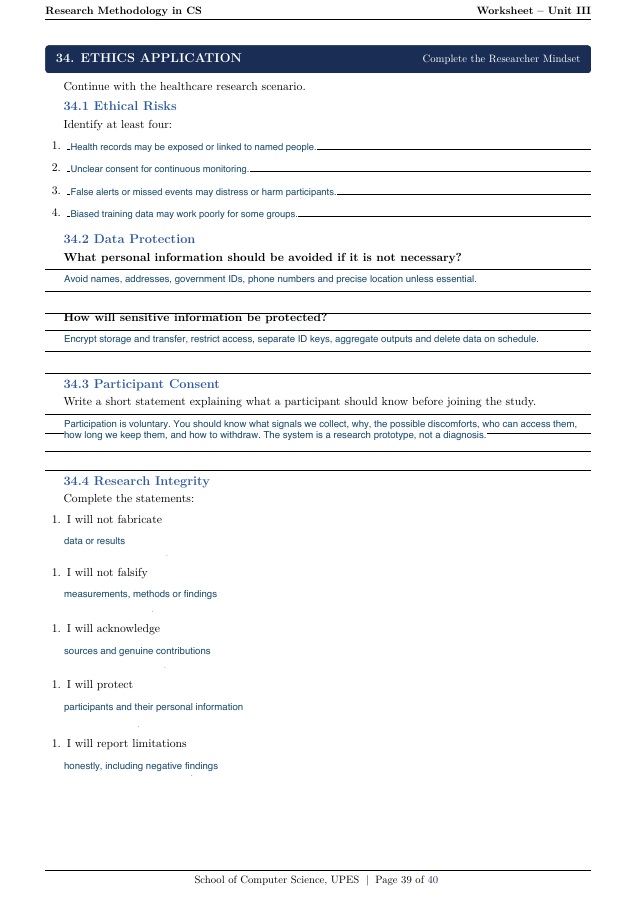 Research Methodology in CS Worksheet – Unit III
34. ETHICS APPLICATION Complete the Researcher Mindset
Continue with the healthcare research scenario.
34.1 Ethical Risks
Identify at least four:
1. Health records may be exposed or linked to named people.
2. Unclear consent for continuous monitoring.
3. False alerts or missed events may distress or harm participants.
4. Biased training data may work poorly for some groups.
34.2 Data Protection
What personal information should be avoided if it is not necessary?
Avoid names, addresses, government IDs, phone numbers and precise location unless essential.
How will sensitive information be protected?
Encrypt storage and transfer, restrict access, separate ID keys, aggregate outputs and delete data on schedule.
34.3 Participant Consent
Write a short statement explaining what a participant should know before joining the study.
Participation is voluntary. You should know what signals we collect, why, the possible discomforts, who can access them,
how long we keep them, and how to withdraw. The system is a research prototype, not a diagnosis.
34.4 Research Integrity
Complete the statements:
1. I will not fabricate
data or results
1. I will not falsify
measurements, methods or findings
1. I will acknowledge
sources and genuine contributions
1. I will protect
participants and their personal information
1. I will report limitations
honestly, including negative findings
School of Computer Science, UPES | Page 39 of 40